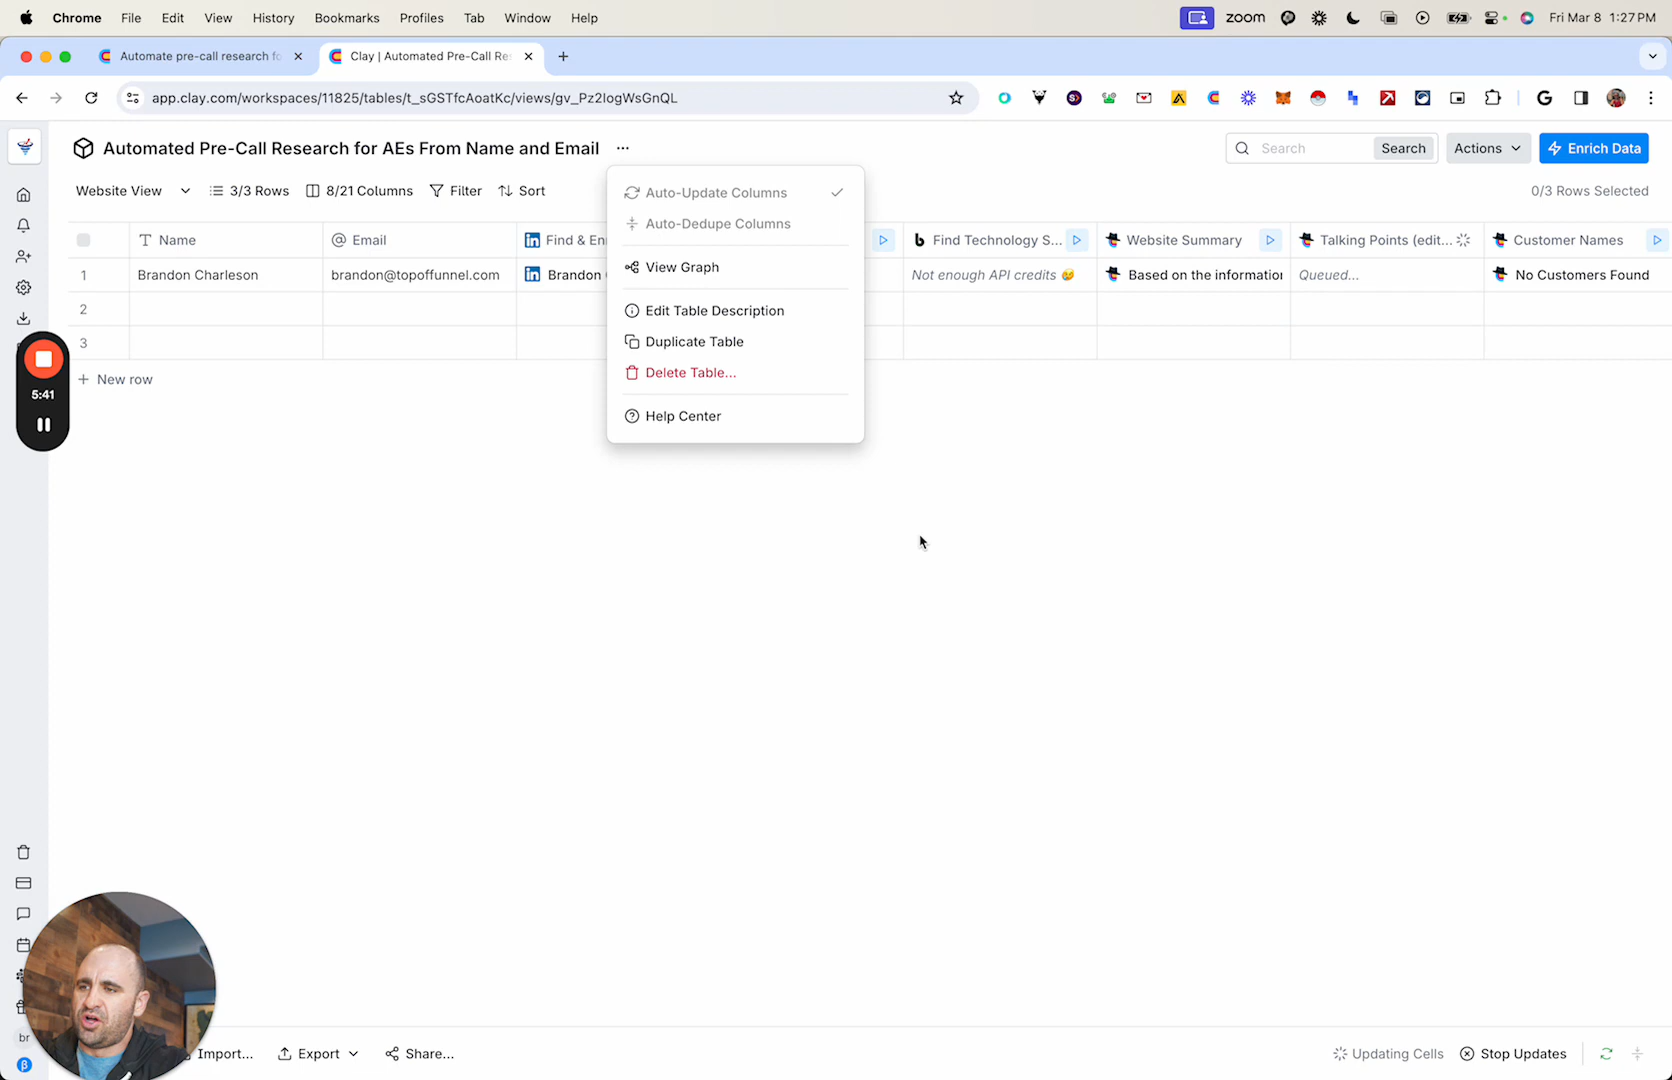 Chrome File Edit View History Bookmarks Profiles Tab Window Help
zoom Fri Mar 8 1:27 PM
Automate pre-call research fo
Clay | Automated Pre-Call Re
app.clay.com/workspaces/11825/tables/t_sGSTfcAoatKc/views/gv_Pz2IogWsGnQL
Automated Pre-Call Research for AEs From Name and Email ...
Search Search Actions Enrich Data
Website View 3/3 Rows 8/21 Columns Filter Sort
0/3 Rows Selected
Auto-Update Columns
Auto-Dedupe Columns
View Graph
Edit Table Description
Duplicate Table
Delete Table...
Help Center
Name Email Find & En Find Technology S... Website Summary Talking Points (edit... Customer Names
1 Brandon Charleson brandon@topoffunnel.com Brandon Not enough API credits 😅 Based on the information Queued... No Customers Found
2
3
+ New row
5:41
br
β
Import... Export Share...
Updating Cells Stop Updates